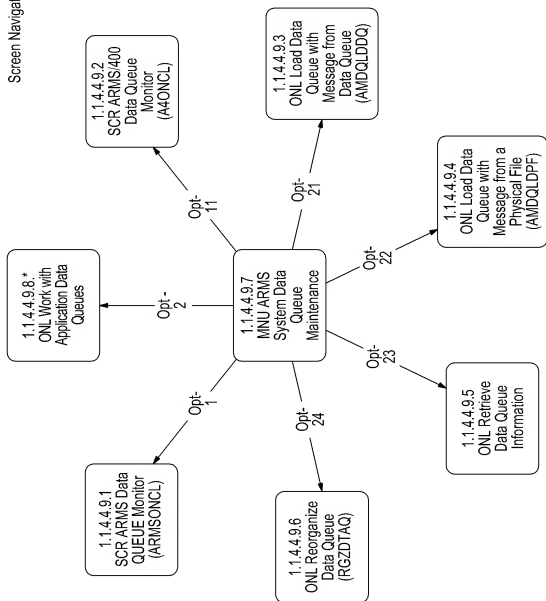 Screen Navigat
1.1.4.4.9.8.*
ONL Work with
Application Data
Queues
1.1.4.4.9.2
SCR ARMS/400
Data Queue
Monitor
(A4ONCL)
1.1.4.4.9.1
SCR ARMS Data
QUEUE Monitor
(ARMSONCL)
Opt-
1
Opt -
2
Opt-
11
1.1.4.4.9.7
MNU ARMS
System Data
Queue
Maintenance
1.1.4.4.9.3
ONL Load Data
Queue with
Message from
Data Queue
(AMDQLDDQ)
Opt-
21
Opt-
24
Opt-
23
Opt-
22
1.1.4.4.9.6
ONL Reorganize
Data Queue
(RGZDTAQ)
1.1.4.4.9.5
ONL Retrieve
Data Queue
Information
1.1.4.4.9.4
ONL Load Data
Queue with
Message from a
Physical File
(AMDQLDPF)